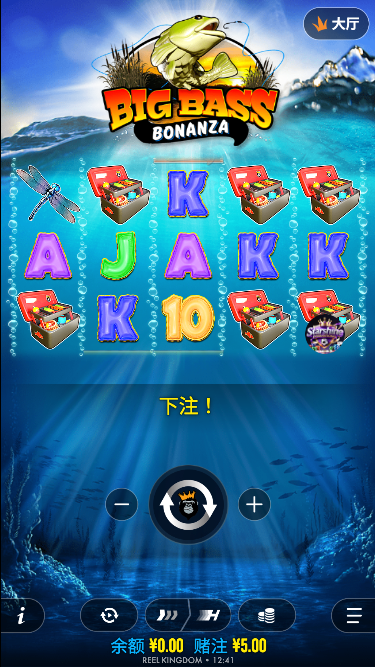 大厅
BIG BASS
BONANZA
K
A J A K K
K 10
Starshine
下注！
i
余额 ¥0.00 赌注 ¥5.00
REEL KINGDOM • 12:41